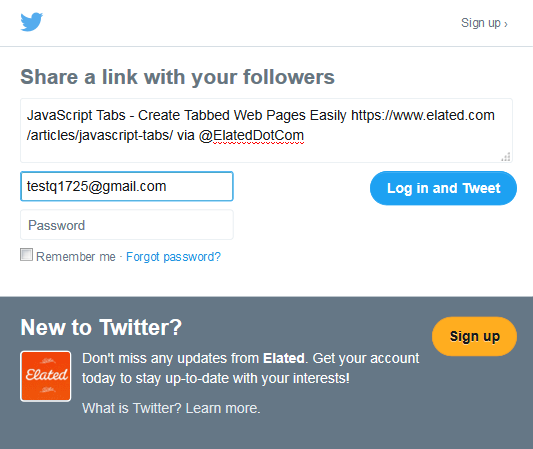 Sign up ›
Share a link with your followers
JavaScript Tabs - Create Tabbed Web Pages Easily https://www.elated.com
/articles/javascript-tabs/ via @ElatedDotCom
testq1725@gmail.com
Log in and Tweet
Password
Remember me · Forgot password?
New to Twitter?
Sign up
Elated
Don't miss any updates from Elated. Get your account
today to stay up-to-date with your interests!
What is Twitter? Learn more.